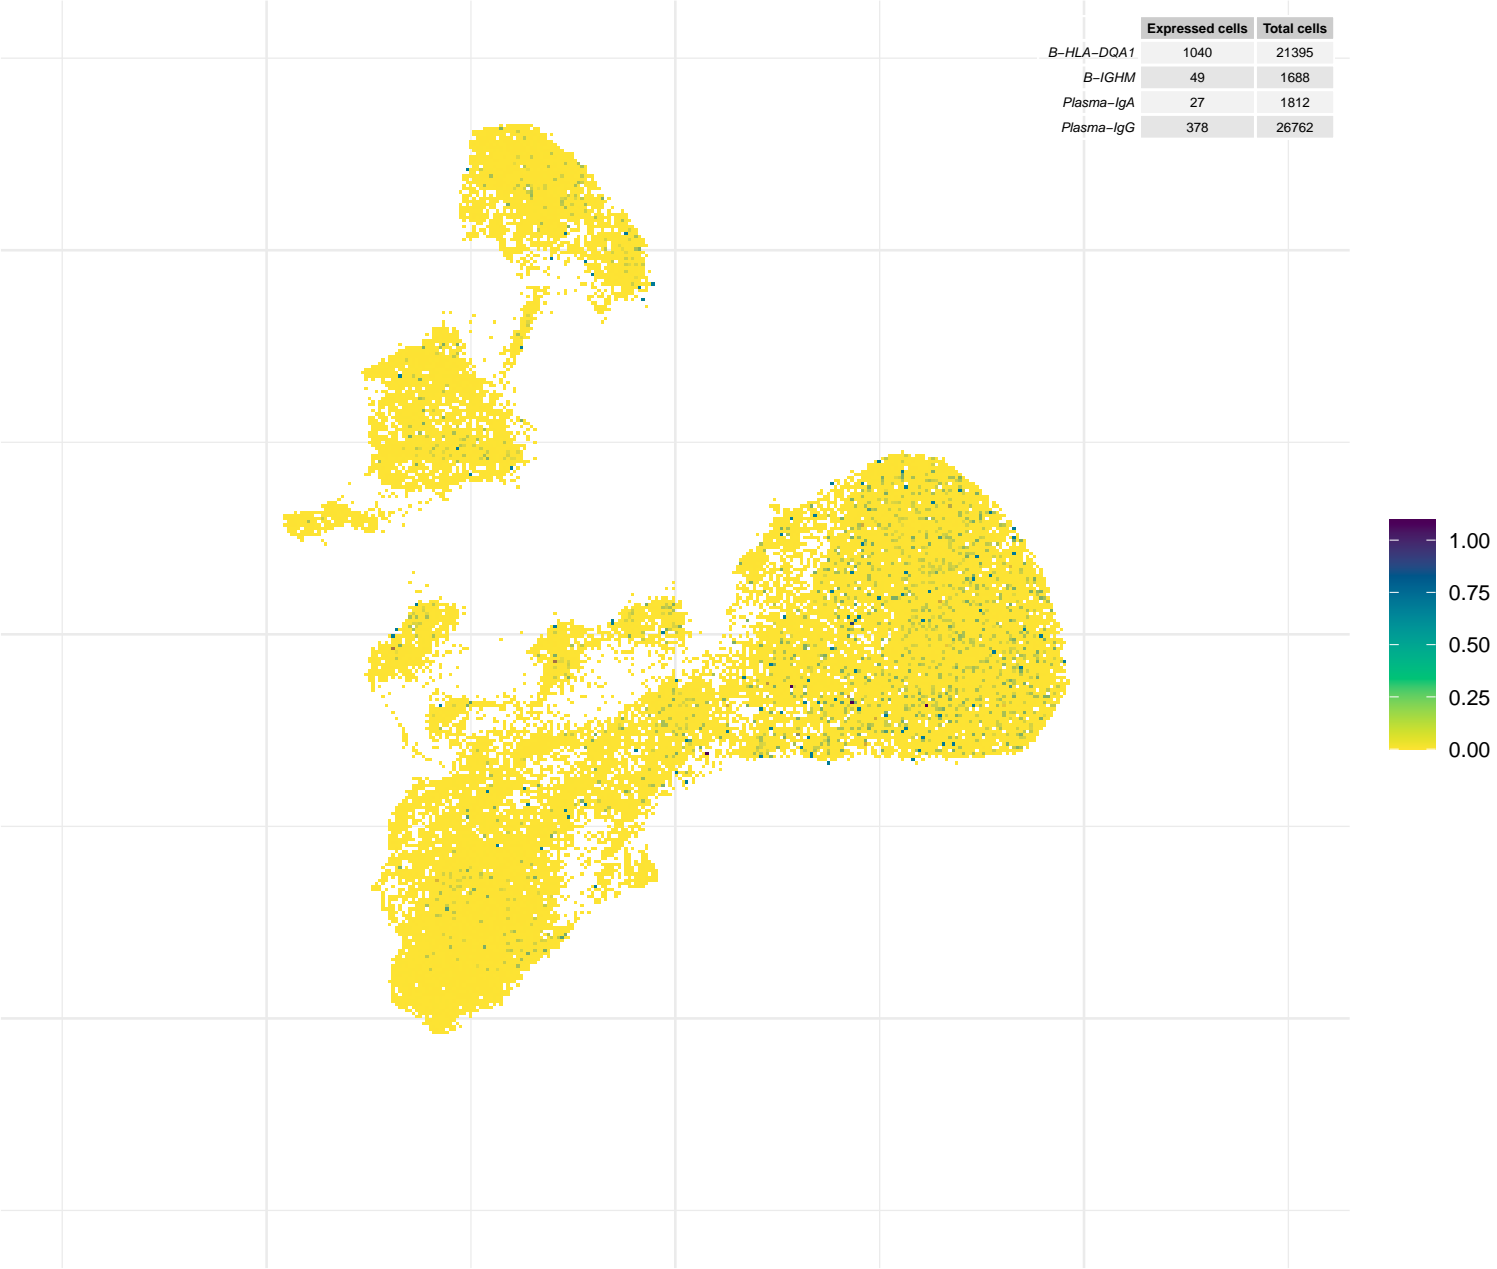 Expressed cells Total cells
B−HLA−DQA1 1040 21395
B−IGHM 49 1688
Plasma−IgA 27 1812
Plasma−IgG 378 26762
1.00
0.75
0.50
0.25
0.00